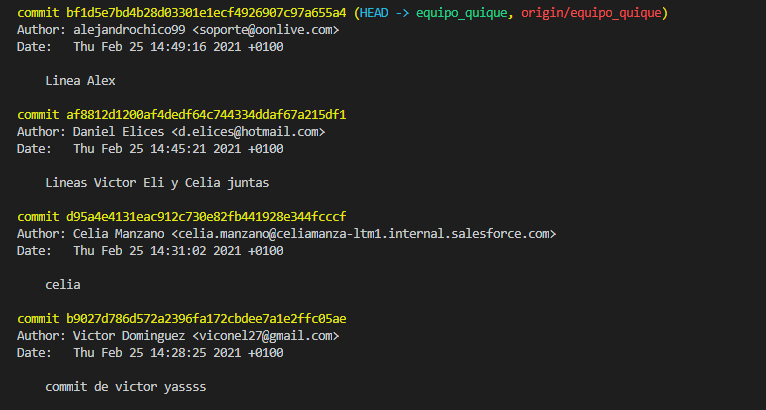 commit bf1d5e7bd4b28d03301e1ecf4926907c97a655a4 (HEAD -> equipo_quique, origin/equipo_quique)
Author: alejandrochico99 <soporte@oonlive.com>
Date:   Thu Feb 25 14:49:16 2021 +0100
Linea Alex
commit af8812d1200af4dedf64c744334ddaf67a215df1
Author: Daniel Elices <d.elices@hotmail.com>
Date:   Thu Feb 25 14:45:21 2021 +0100
Lineas Victor Eli y Celia juntas
commit d95a4e4131eac912c730e82fb441928e344fcccf
Author: Celia Manzano <celia.manzano@celiamanza-ltm1.internal.salesforce.com>
Date:   Thu Feb 25 14:31:02 2021 +0100
celia
commit b9027d786d572a2396fa172cbdee7a1e2ffc05ae
Author: Victor Dominguez <viconel27@gmail.com>
Date:   Thu Feb 25 14:28:25 2021 +0100
commit de victor yassss